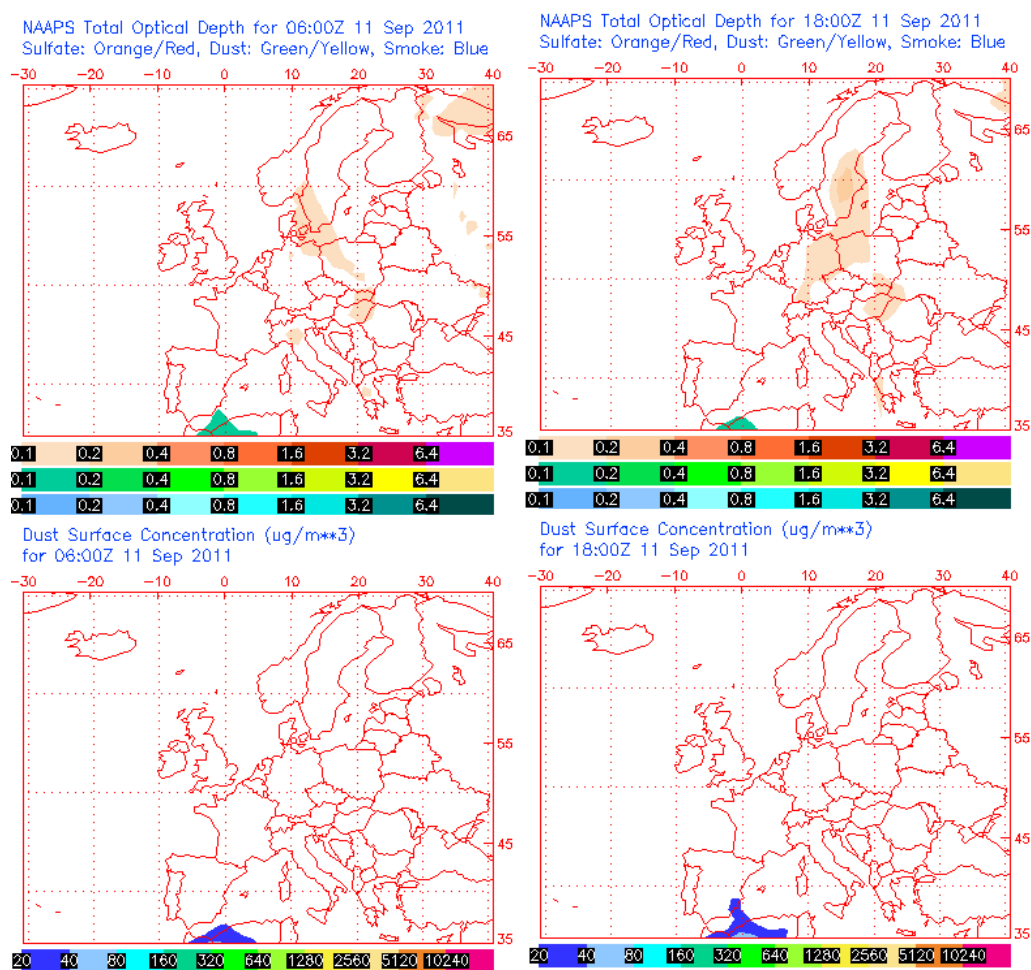 NAAPS Total Optical Depth for 06:00Z 11 Sep 2011
Sulfate: Orange/Red, Dust: Green/Yellow, Smoke: Blue
-30 -20 -10 0 10 20 30 40
65
55
45
35
0.1 0.2 0.4 0.8 1.6 3.2 6.4
0.1 0.2 0.4 0.8 1.6 3.2 6.4
0.1 0.2 0.4 0.8 1.6 3.2 6.4
NAAPS Total Optical Depth for 18:00Z 11 Sep 2011
Sulfate: Orange/Red, Dust: Green/Yellow, Smoke: Blue
-30 -20 -10 0 10 20 30 40
65
55
45
35
0.1 0.2 0.4 0.8 1.6 3.2 6.4
0.1 0.2 0.4 0.8 1.6 3.2 6.4
0.1 0.2 0.4 0.8 1.6 3.2 6.4
Dust Surface Concentration (ug/m**3)
for 06:00Z 11 Sep 2011
-30 -20 -10 0 10 20 30 40
65
55
45
35
20 40 80 160 320 640 1280 2560 5120 10240
Dust Surface Concentration (ug/m**3)
for 18:00Z 11 Sep 2011
-30 -20 -10 0 10 20 30 40
65
55
45
35
20 40 80 160 320 640 1280 2560 5120 10240